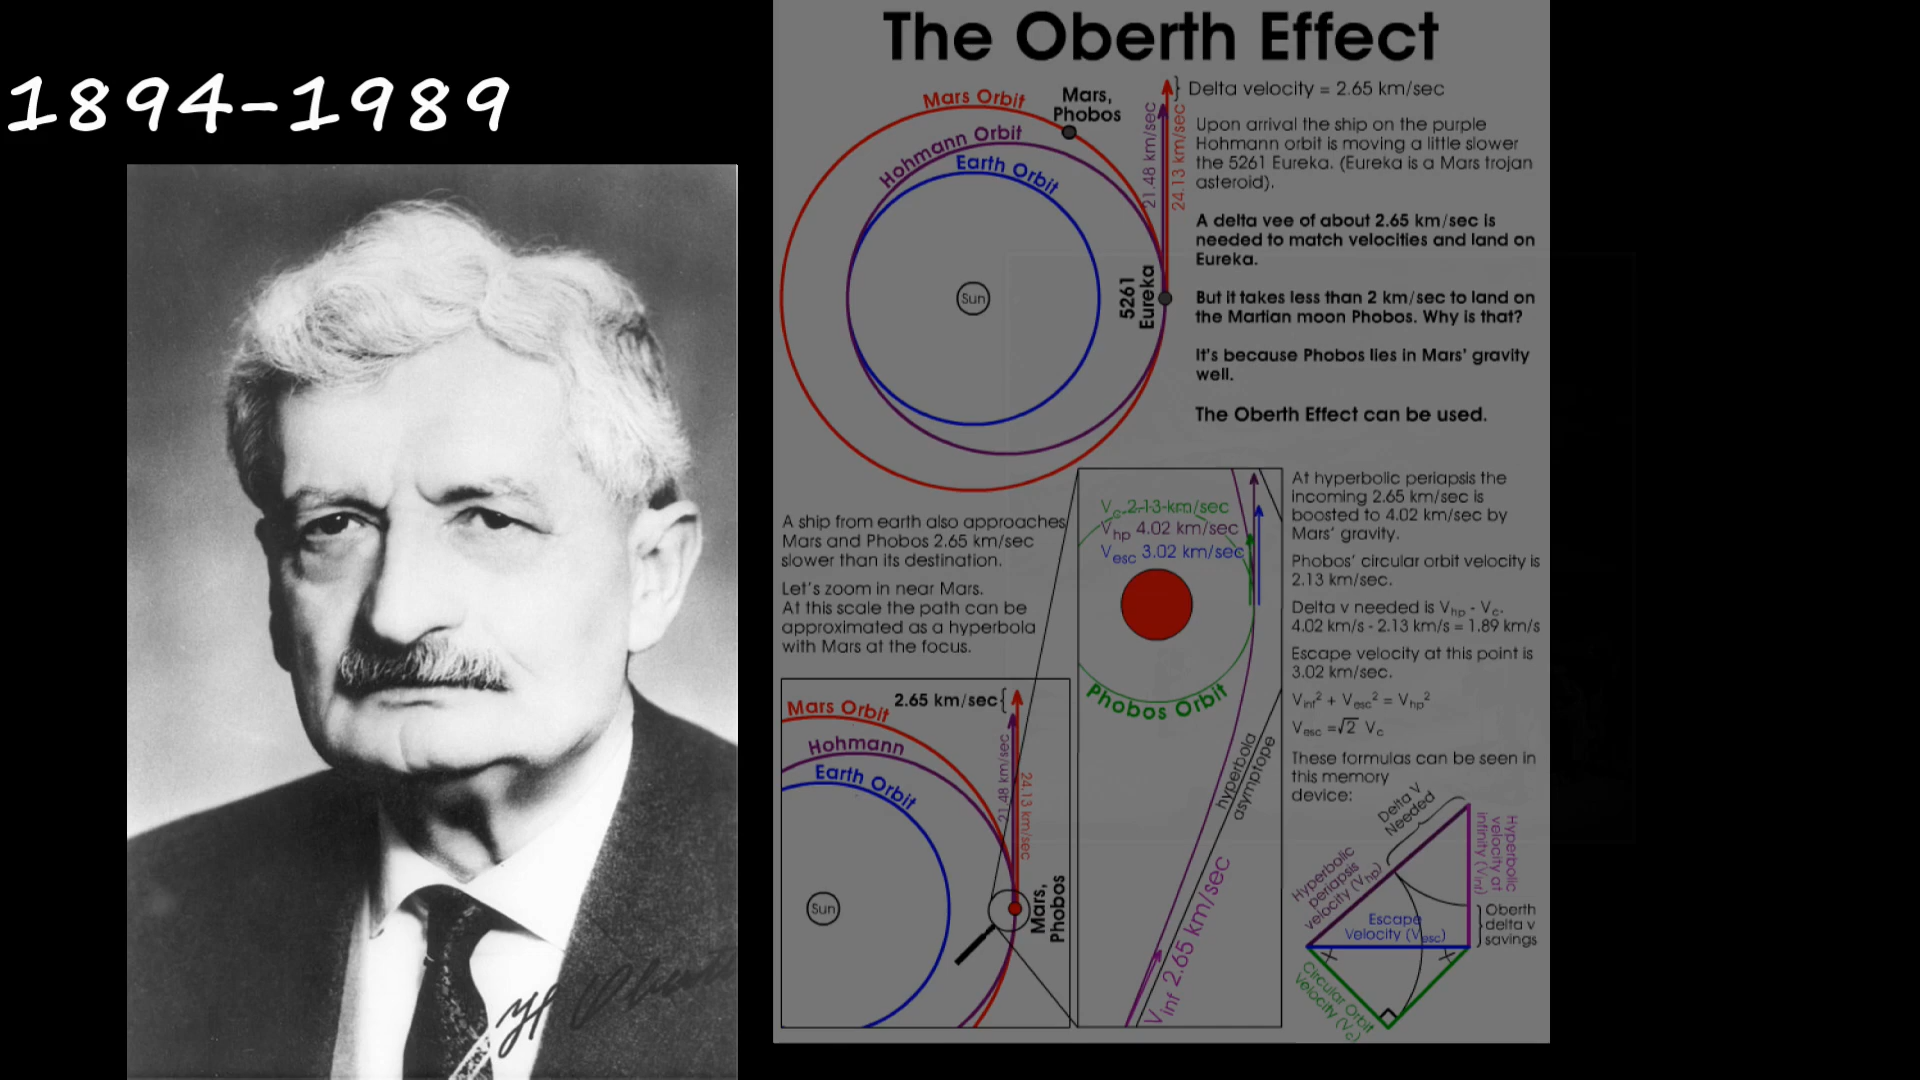 1894-1989
The Oberth Effect
Mars Orbit
Mars,
Phobos
Hohmann Orbit
Earth Orbit
Sun
5261
Eureka
21.48 km/sec
24.13 km/sec
Delta velocity = 2.65 km/sec
Upon arrival the ship on the purple
Hohmann orbit is moving a little slower
the 5261 Eureka. (Eureka is a Mars trojan
asteroid).
A delta vee of about 2.65 km/sec is
needed to match velocities and land on
Eureka.
But it takes less than 2 km/sec to land on
the Martian moon Phobos. Why is that?
It's because Phobos lies in Mars' gravity
well.
The Oberth Effect can be used.
A ship from earth also approaches
Mars and Phobos 2.65 km/sec
slower than its destination.
Let's zoom in near Mars.
At this scale the path can be
approximated as a hyperbola
with Mars at the focus.
2.65 km/sec
Mars Orbit
Hohmann
Earth Orbit
21.48 km/sec
24.13 km/sec
Sun
Mars,
Phobos
Vc 2.13 km/sec
Vhp 4.02 km/sec
Vesc 3.02 km/sec
Phobos Orbit
hyperbola
asymptope
Vinf 2.65 km/sec
At hyperbolic periapsis the
incoming 2.65 km/sec is
boosted to 4.02 km/sec by
Mars' gravity.
Phobos' circular orbit velocity is
2.13 km/sec.
Delta v needed is Vhp - Vc.
4.02 km/s - 2.13 km/s = 1.89 km/s
Escape velocity at this point is
3.02 km/sec.
Vinf² + Vesc² = Vhp²
Vesc =√2 Vc
These formulas can be seen in
this memory
device:
Delta V
Needed
Hyperbolic
periapsis
velocity (Vhp)
Hyperbolic
velocity at
infinity (Vinf)
Escape
Velocity (Vesc)
Oberth
delta v
savings
Circular Orbit
Velocity (Vc)